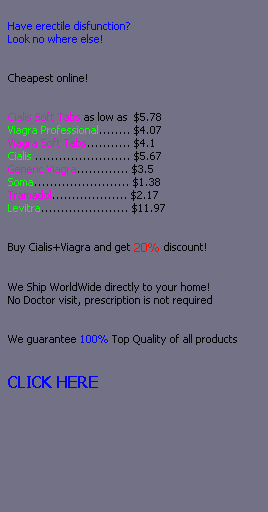 Have erectile disfunction?
Look no where else!
Cheapest online!
Cialis Soft Tabs as low as $5.78
Viagra Professional........ $4.07
Viagra Soft Tabs........... $4.1
Cialis........................ $5.67
Generic Viagra............. $3.5
Soma........................ $1.38
................... $2.17
Levitra...................... $11.97
Buy Cialis+Viagra and get 20% discount!
We Ship WorldWide directly to your home!
No Doctor visit, prescription is not required
We guarantee 100% Top Quality of all products
CLICK HERE